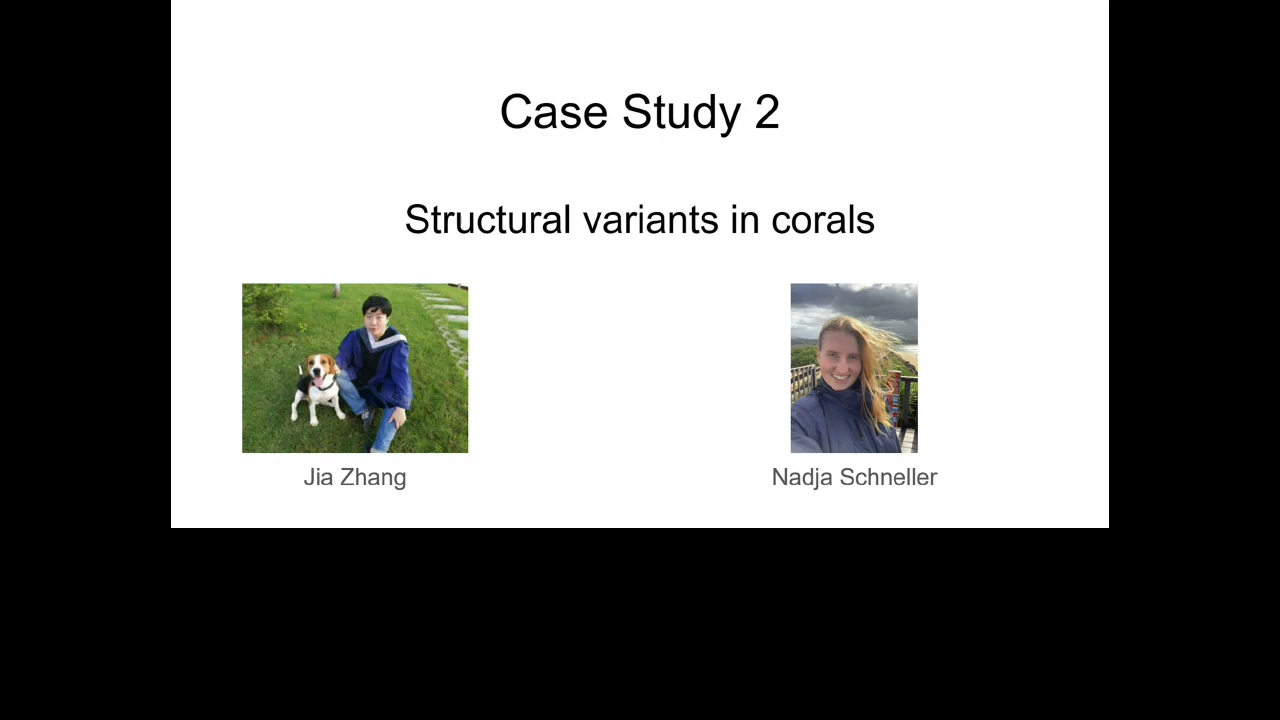 Case Study 2
Structural variants in corals
Jia Zhang
Nadja Schneller